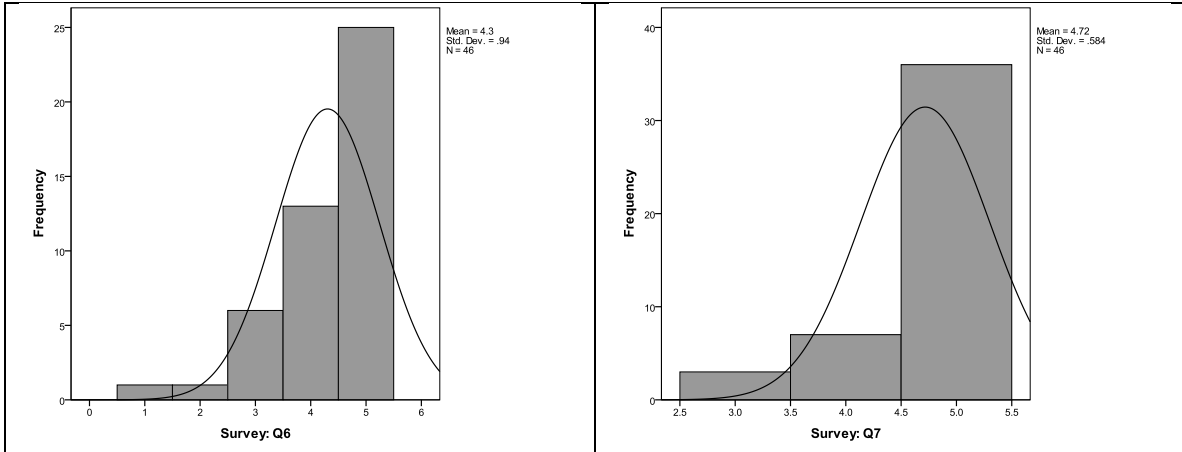 25
20
15
10
5
0
Frequency
0 1 2 3 4 5 6
Survey: Q6
Mean = 4.3
Std. Dev. = .94
N = 46
40
30
20
10
0
Frequency
2.5 3.0 3.5 4.0 4.5 5.0 5.5
Survey: Q7
Mean = 4.72
Std. Dev. = .584
N = 46